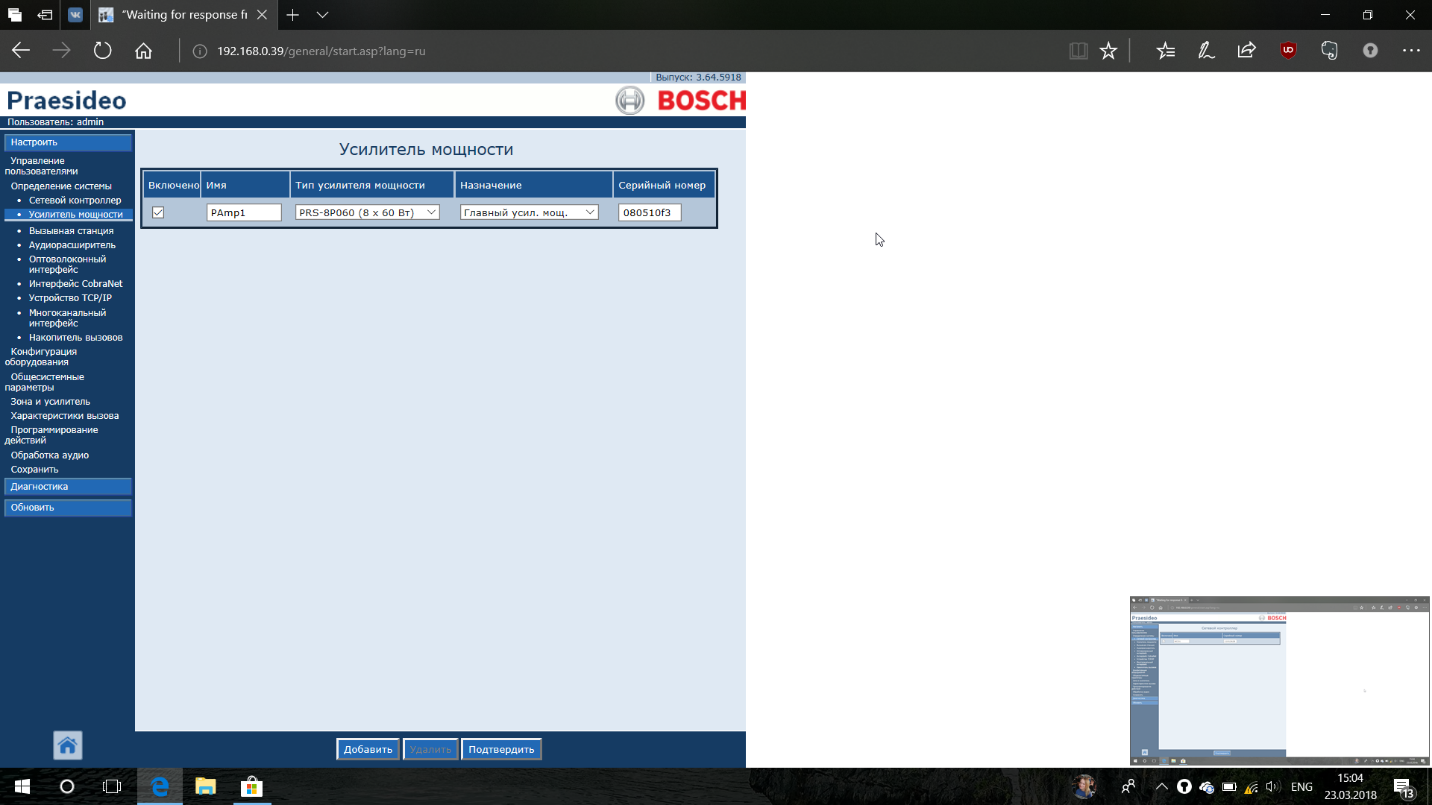 "Waiting for response fr
192.168.0.39/general/start.asp?lang=ru
Выпуск: 3.64.5918
Praesideo
BOSCH
Пользователь: admin
Настроить
Управление
пользователями
Определение системы
Сетевой контроллер
Усилитель мощности
Вызывная станция
Аудиорасширитель
Оптоволоконный
интерфейс
Интерфейс CobraNet
Устройство TCP/IP
Многоканальный
интерфейс
Накопитель вызовов
Конфигурация
оборудования
Общесистемные
параметры
Зона и усилитель
Характеристики вызова
Программирование
действий
Обработка аудио
Сохранить
Диагностика
Обновить
Усилитель мощности
Включено Имя Тип усилителя мощности Назначение Серийный номер
PAmp1 PRS-8P060 (8 x 60 Вт) Главный усил. мощ. 080510f3
Добавить Удалить Подтвердить
Praesideo BOSCH
ENG
15:04
23.03.2018
13